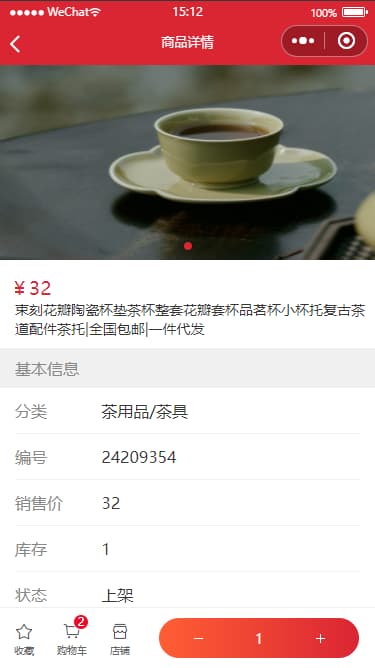 WeChat
15:12
100%
商品详情
¥ 32
束刻花瓣陶瓷杯垫茶杯整套花瓣套杯品茗杯小杯托复古茶
道配件茶托|全国包邮|一件代发
基本信息
分类 茶用品/茶具
编号 24209354
销售价 32
库存 1
状态 上架
2
收藏 购物车 店铺
− 1 +